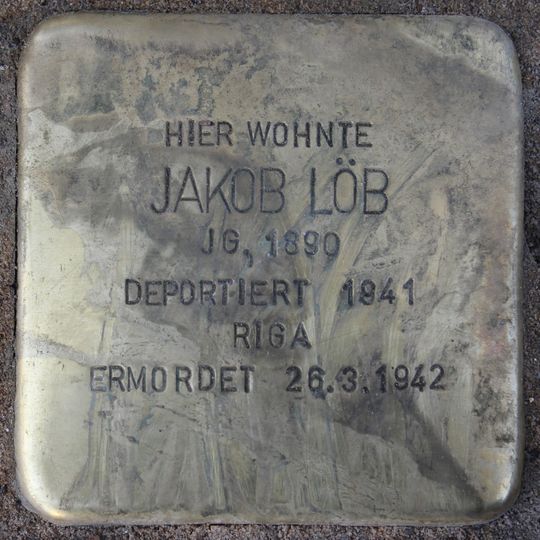 HIER WOHNTE
JAKOB LÖB
JG, 1890
DEPORTIERT 1941
RIGA
ERMORDET 26.3.1942